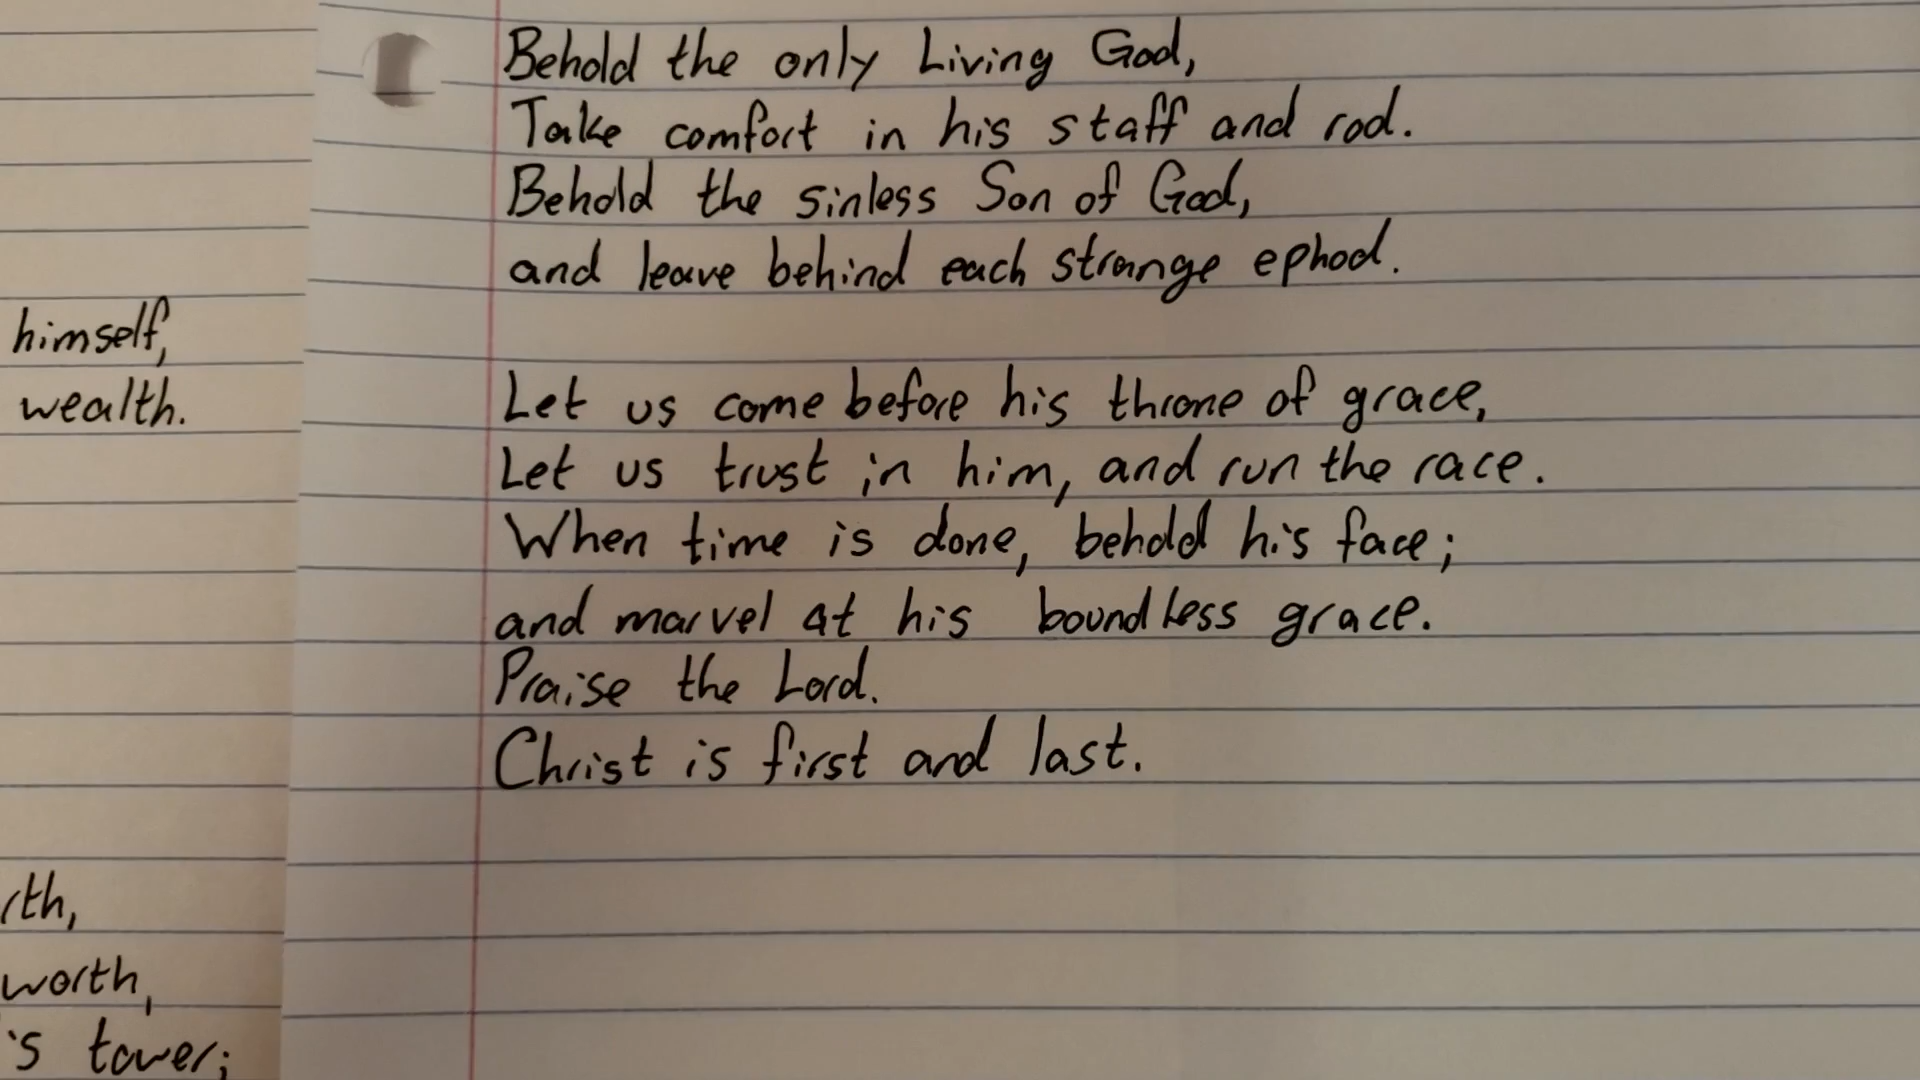 Behold the only Living God,
Take comfort in his staff and rod.
Behold the sinless Son of God,
and leave behind each strange ephod.
Let us come before his throne of grace,
Let us trust in him, and run the race.
When time is done, behold his face;
and marvel at his boundless grace.
Praise the Lord.
Christ is first and last.
himself,
wealth.
worth,
tower;